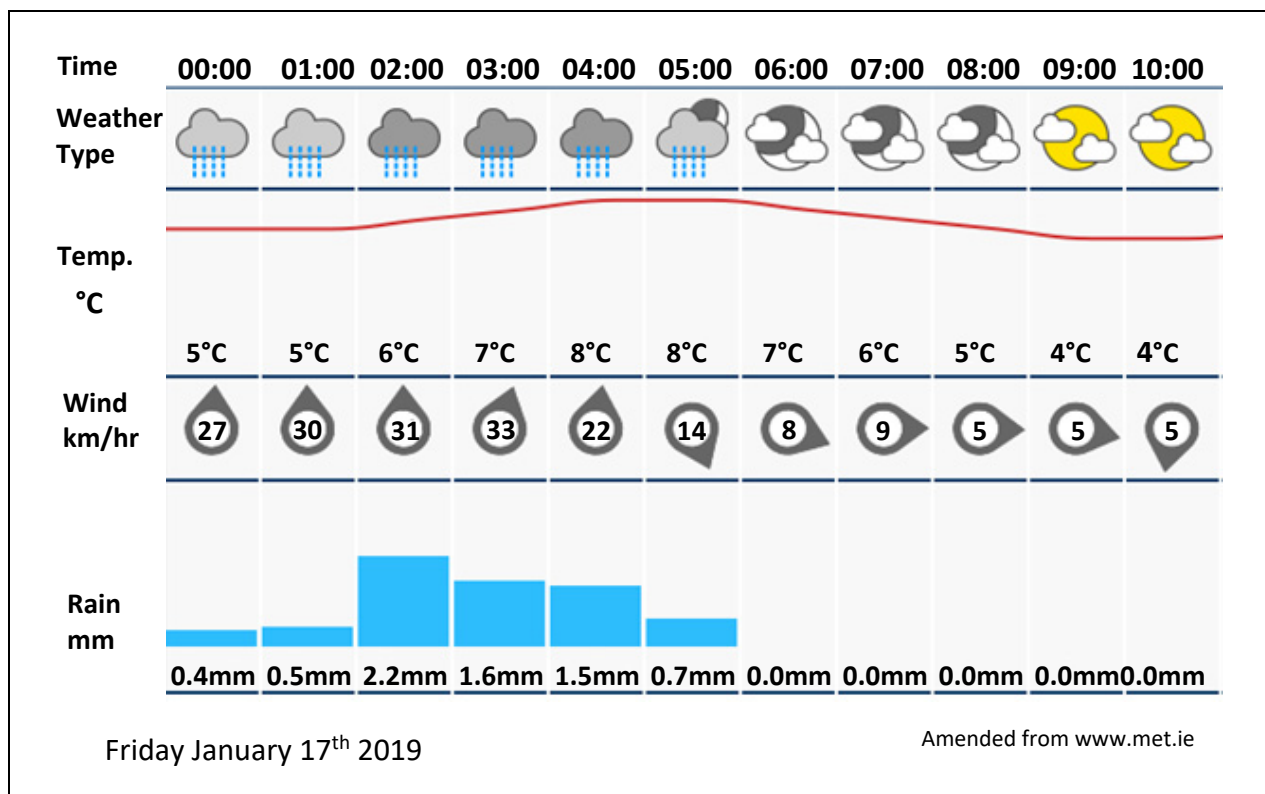 Time 00:00 01:00 02:00 03:00 04:00 05:00 06:00 07:00 08:00 09:00 10:00
Weather
Type
Temp.
°C
5°C 5°C 6°C 7°C 8°C 8°C 7°C 6°C 5°C 4°C 4°C
Wind
km/hr 27 30 31 33 22 14 8 9 5 5 5
Rain
mm
0.4mm 0.5mm 2.2mm 1.6mm 1.5mm 0.7mm 0.0mm 0.0mm 0.0mm 0.0mm 0.0mm
Friday January 17th 2019
Amended from www.met.ie